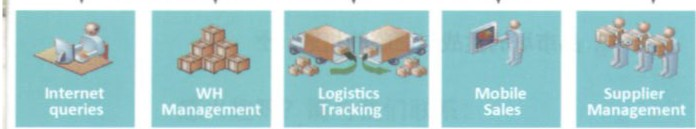 Internet
queries
WH
Management
Logistics
Tracking
Mobile
Sales
Supplier
Management